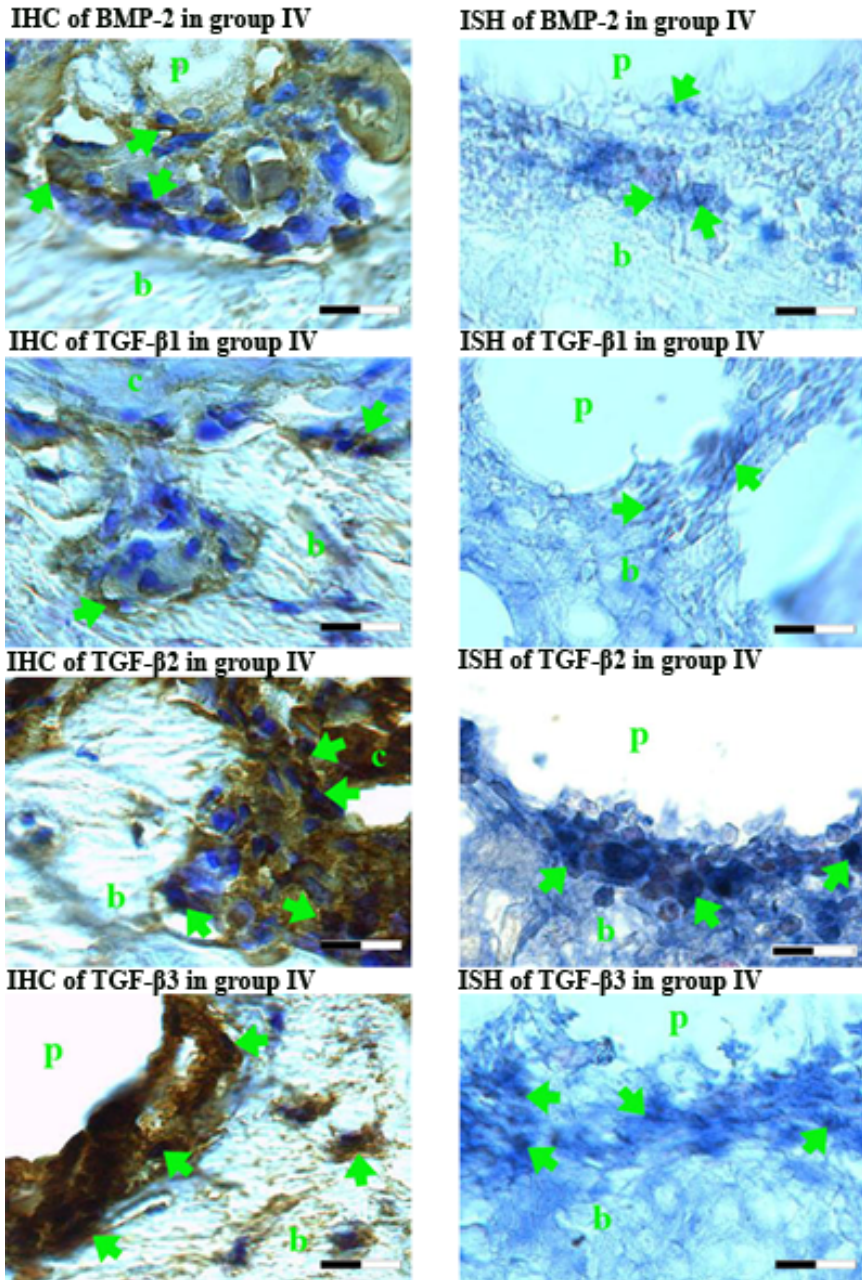 IHC of BMP-2 in group IV
ISH of BMP-2 in group IV
p
b
p
b
IHC of TGF-β1 in group IV
ISH of TGF-β1 in group IV
c
b
p
b
IHC of TGF-β2 in group IV
ISH of TGF-β2 in group IV
c
b
p
b
IHC of TGF-β3 in group IV
ISH of TGF-β3 in group IV
p
b
p
b